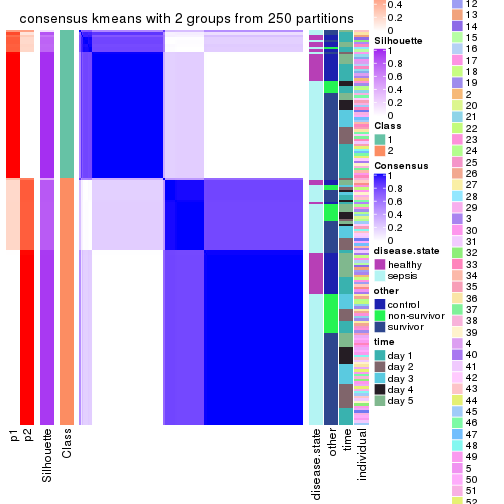 consensus kmeans with 2 groups from 250 partitions
p1
p2
Silhouette
Class
disease.state
other
time
individual
0.4
0.2
0
Silhouette
1
0.8
0.6
0.4
0.2
0
Class
1
2
Consensus
1
0.8
0.6
0.4
0.2
0
disease.state
healthy
sepsis
other
control
non-survivor
survivor
time
day 1
day 2
day 3
day 4
day 5
12
13
14
15
16
17
18
19
2
20
21
22
23
24
25
26
27
28
29
3
30
31
32
33
34
35
36
37
38
39
4
40
41
42
43
44
45
46
47
48
49
5
50
51
52